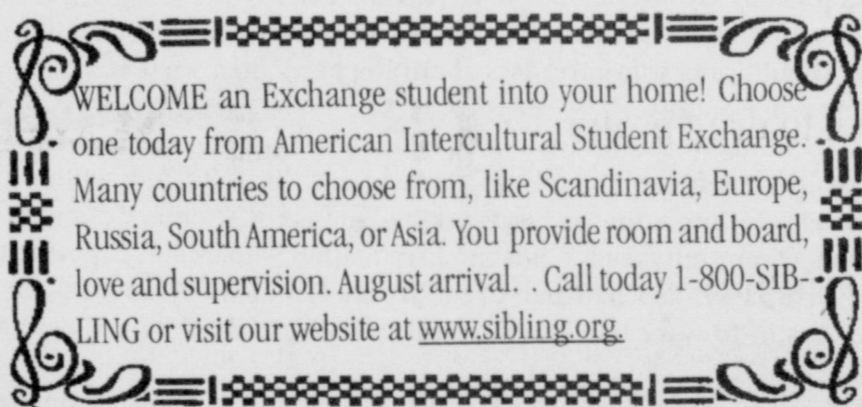 WELCOME an Exchange student into your home! Choose
one today from American Intercultural Student Exchange.
Many countries to choose from, like Scandinavia, Europe,
Russia, South America, or Asia. You provide room and board,
love and supervision. August arrival. . Call today 1-800-SIB-
LING or visit our website at www.sibling.org.